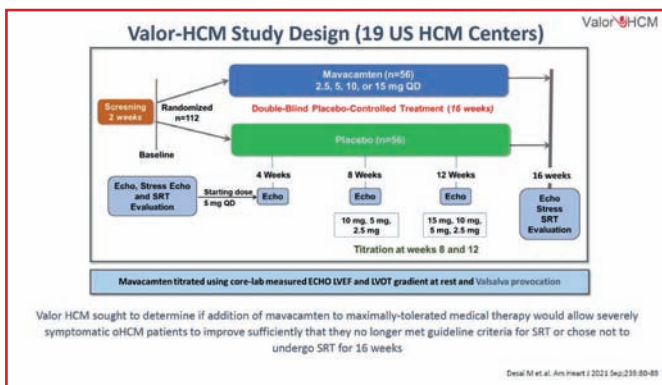 Valor HCM
Valor-HCM Study Design (19 US HCM Centers)
Mavacamten (n=56)
2.5, 5, 10, or 15 mg QD
Screening
2 weeks
Randomized
n=112
Double-Blind Placebo-Controlled Treatment (16 weeks)
Placebo (n=56)
Baseline
4 Weeks
8 Weeks
12 Weeks
16 weeks
Echo, Stress Echo
and SRT
Evaluation
Starting dose
5 mg QD
Echo
Echo
Echo
Echo
Stress
SRT
Evaluation
10 mg, 5 mg,
2.5 mg
15 mg, 10 mg,
5 mg, 2.5 mg
Titration at weeks 8 and 12
Mavacamten titrated using core-lab measured ECHO LVEF and LVOT gradient at rest and Valsalva provocation
Valor HCM sought to determine if addition of mavacamten to maximally-tolerated medical therapy would allow severely
symptomatic oHCM patients to improve sufficiently that they no longer met guideline criteria for SRT or chose not to
undergo SRT for 16 weeks
Desai M et al. Am Heart J 2021 Sep;239:80-89